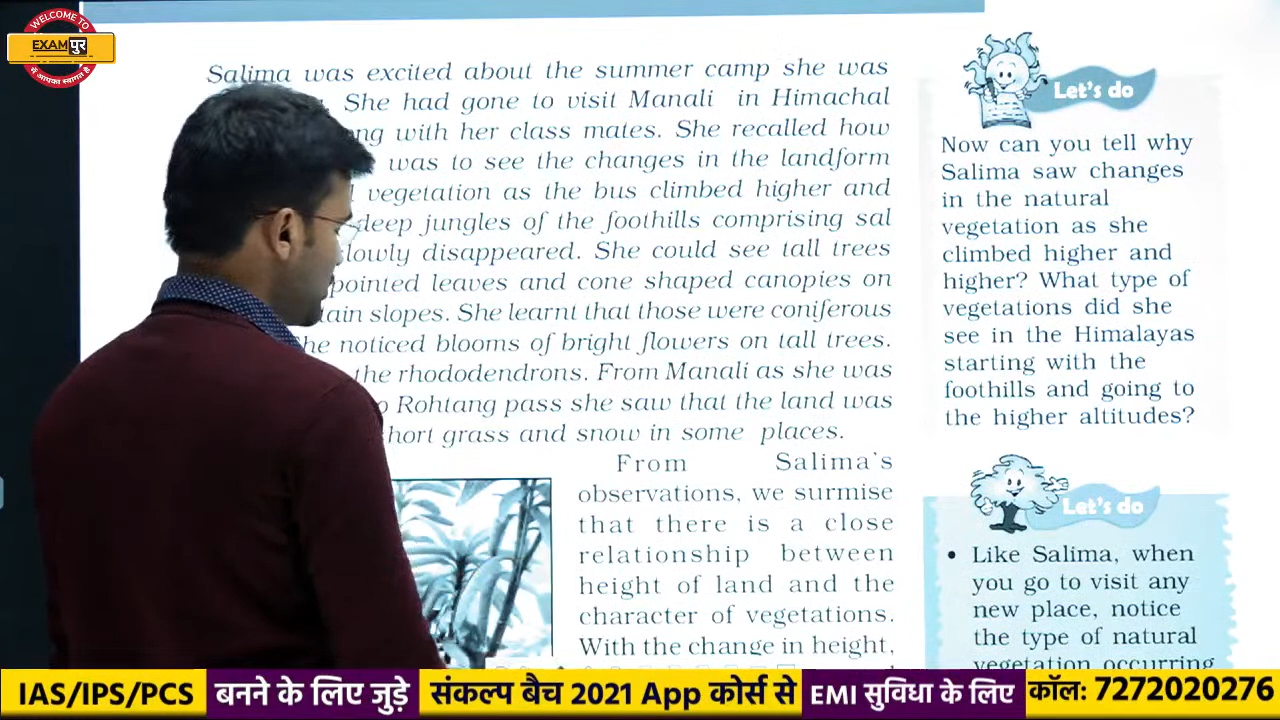 WELCOME TO
EXAMपुर
में आपका स्वागत है
Salima was excited about the summer camp she was
She had gone to visit Manali in Himachal
with her class mates. She recalled how
was to see the changes in the landform
vegetation as the bus climbed higher and
deep jungles of the foothills comprising sal
disappeared. She could see tall trees
pointed leaves and cone shaped canopies on
slopes. She learnt that those were coniferous
noticed blooms of bright flowers on tall trees.
the rhododendrons. From Manali as she was
Rohtang pass she saw that the land was
grass and snow in some places.
From Salima's
observations, we surmise
that there is a close
relationship between
height of land and the
character of vegetations.
With the change in height,
Let's do
Now can you tell why
Salima saw changes
in the natural
vegetation as she
climbed higher and
higher? What type of
vegetations did she
see in the Himalayas
starting with the
foothills and going to
the higher altitudes?
Let's do
• Like Salima, when
you go to visit any
new place, notice
the type of natural
vegetation occurring
IAS/IPS/PCS बनने के लिए जुड़े संकल्प बैच 2021 App कोर्स से EMI सुविधा के लिए कॉल: 7272020276